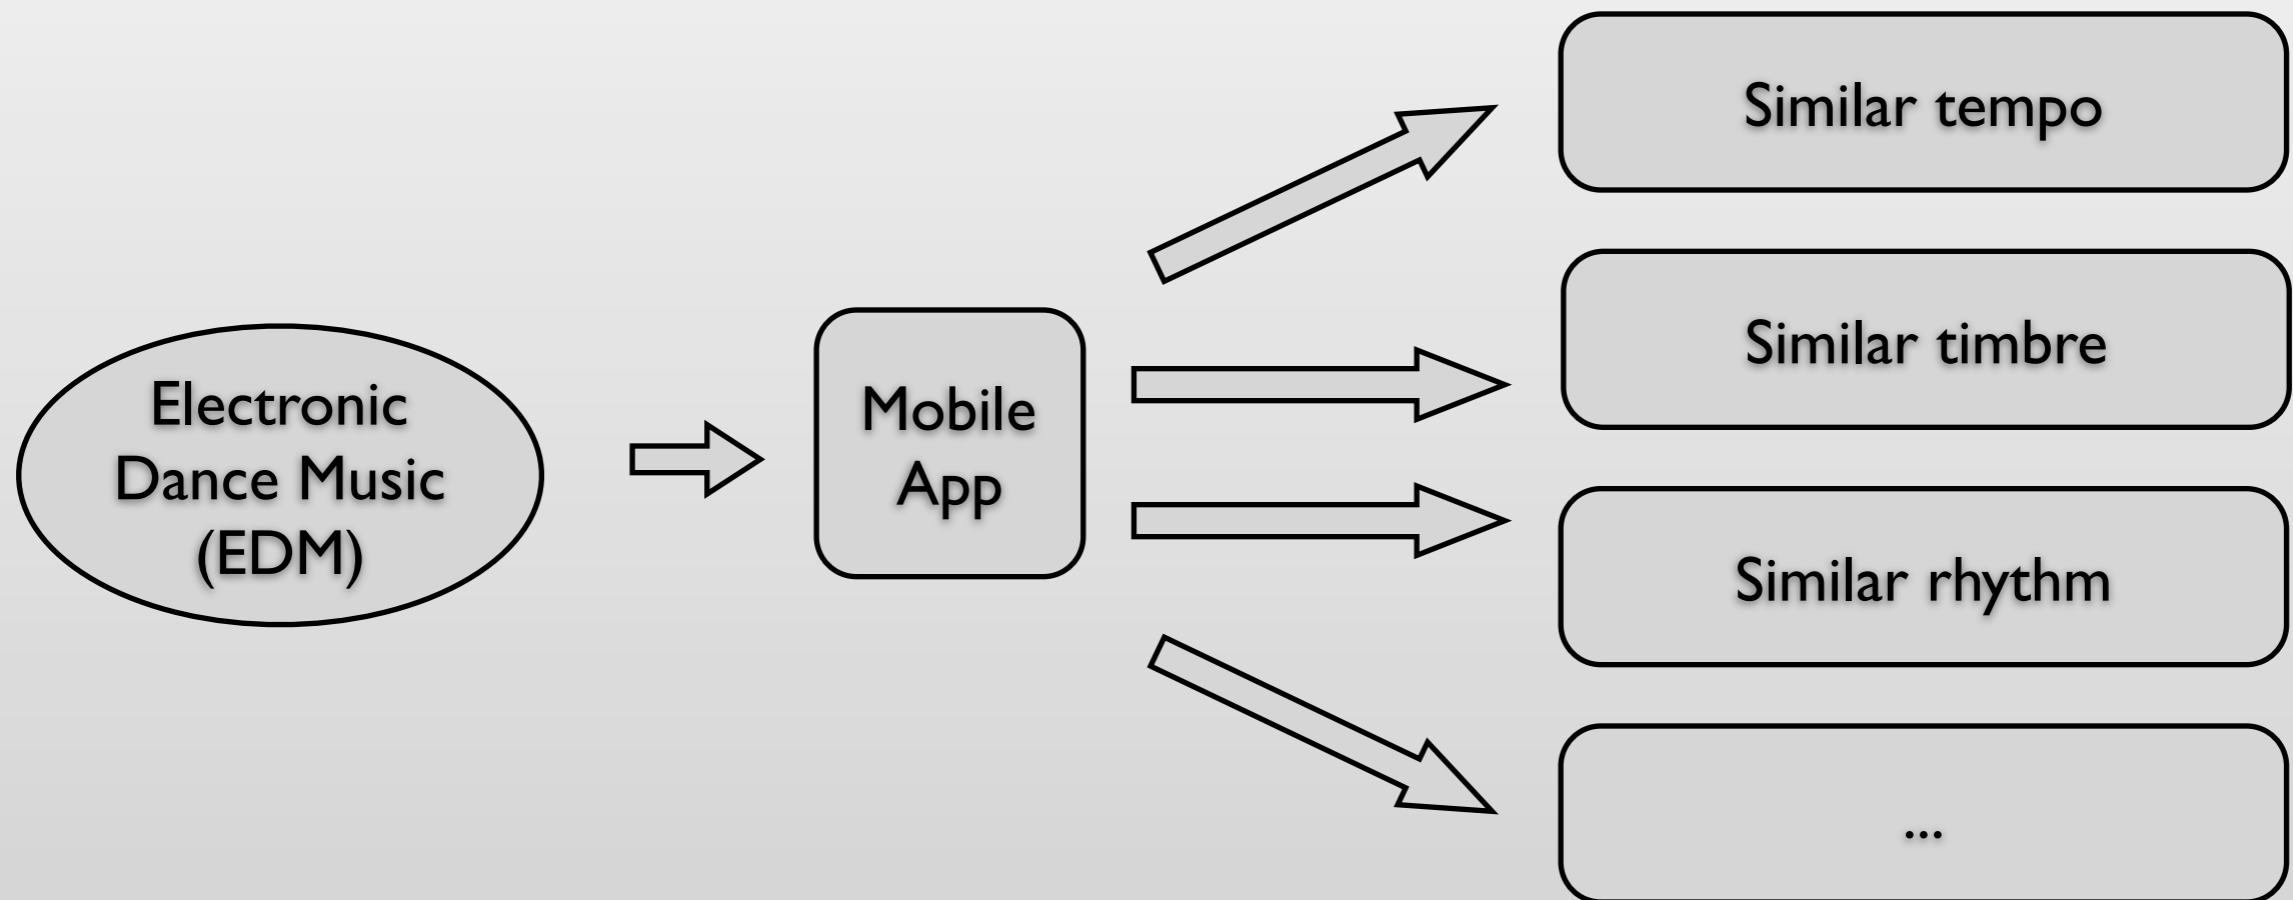 Electronic
Dance Music
(EDM)
Mobile
App
Similar tempo
Similar timbre
Similar rhythm
...